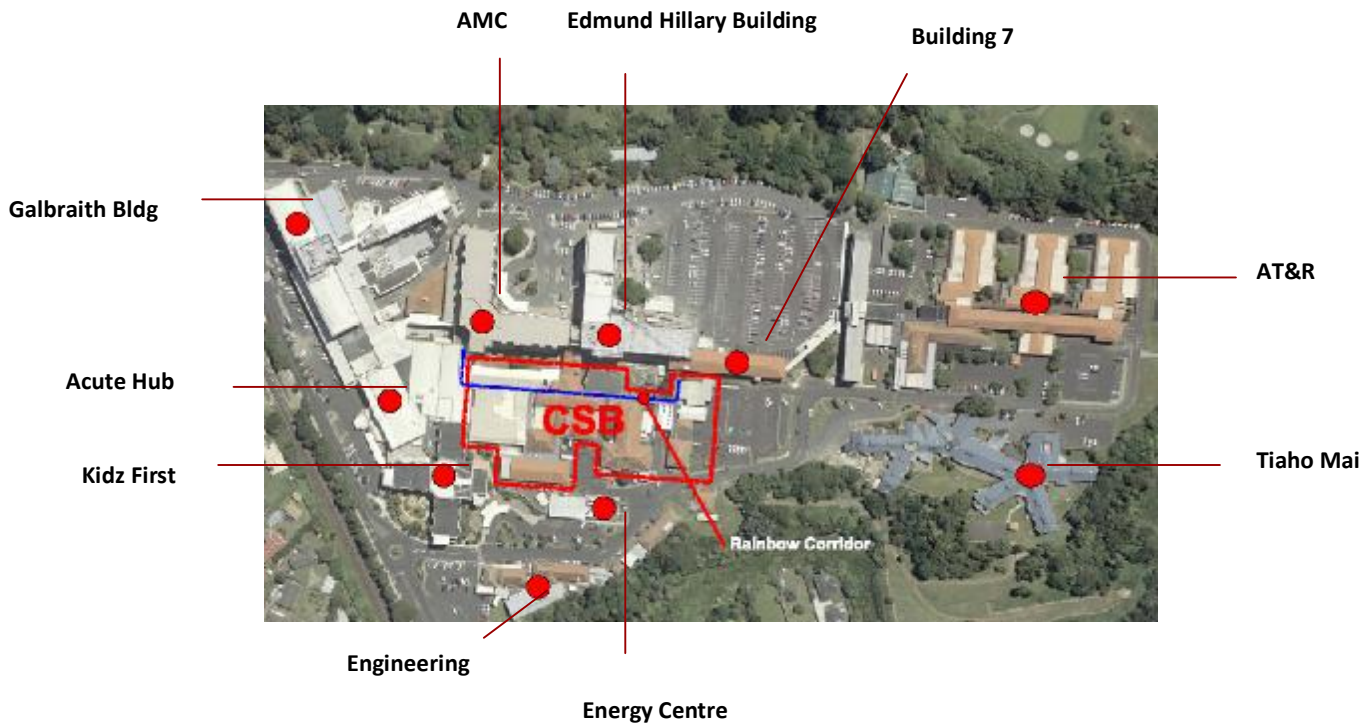 AMC
Edmund Hillary Building
Building 7
Galbraith Bldg
AT&R
Acute Hub
CSB
Kidz First
Tiaho Mai
Rainbow Corridor
Engineering
Energy Centre